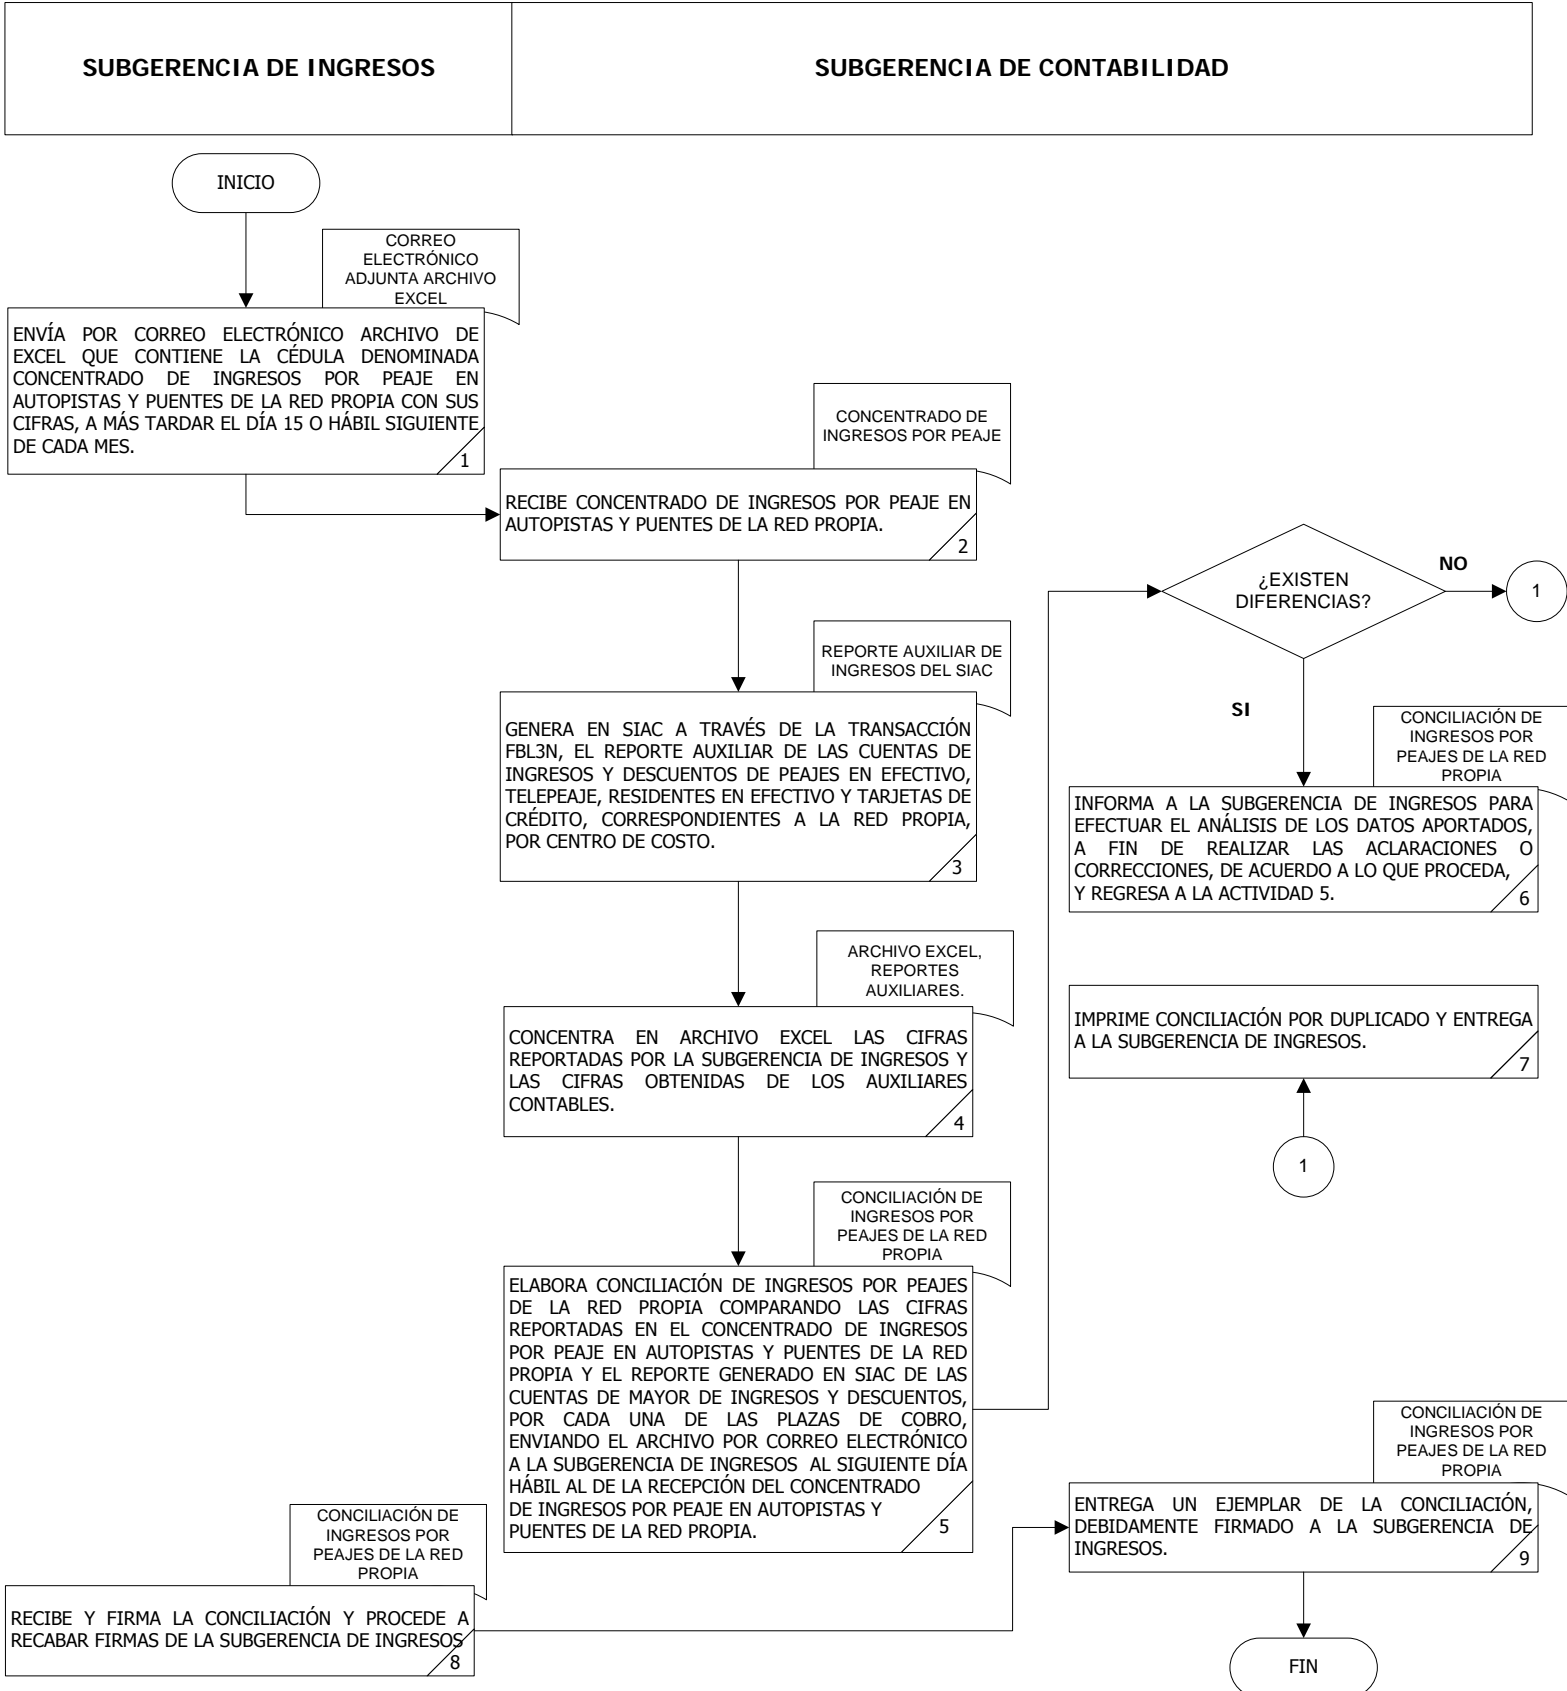 SUBGERENCIA DE INGRESOS
SUBGERENCIA DE CONTABILIDAD
INICIO
CORREO
ELECTRÓNICO
ADJUNTA ARCHIVO
EXCEL
ENVÍA POR CORREO ELECTRÓNICO ARCHIVO DE
EXCEL QUE CONTIENE LA CÉDULA DENOMINADA
CONCENTRADO DE INGRESOS POR PEAJE EN
AUTOPISTAS Y PUENTES DE LA RED PROPIA CON SUS
CIFRAS, A MÁS TARDAR EL DÍA 15 O HÁBIL SIGUIENTE
DE CADA MES.
1
CONCENTRADO DE
INGRESOS POR PEAJE
RECIBE CONCENTRADO DE INGRESOS POR PEAJE EN
AUTOPISTAS Y PUENTES DE LA RED PROPIA.
2
REPORTE AUXILIAR DE
INGRESOS DEL SIAC
GENERA EN SIAC A TRAVÉS DE LA TRANSACCIÓN
FBL3N, EL REPORTE AUXILIAR DE LAS CUENTAS DE
INGRESOS Y DESCUENTOS DE PEAJES EN EFECTIVO,
TELEPEAJE, RESIDENTES EN EFECTIVO Y TARJETAS DE
CRÉDITO, CORRESPONDIENTES A LA RED PROPIA,
POR CENTRO DE COSTO.
3
ARCHIVO EXCEL,
REPORTES
AUXILIARES.
CONCENTRA EN ARCHIVO EXCEL LAS CIFRAS
REPORTADAS POR LA SUBGERENCIA DE INGRESOS Y
LAS CIFRAS OBTENIDAS DE LOS AUXILIARES
CONTABLES.
4
CONCILIACIÓN DE
INGRESOS POR
PEAJES DE LA RED
PROPIA
ELABORA CONCILIACIÓN DE INGRESOS POR PEAJES
DE LA RED PROPIA COMPARANDO LAS CIFRAS
REPORTADAS EN EL CONCENTRADO DE INGRESOS
POR PEAJE EN AUTOPISTAS Y PUENTES DE LA RED
PROPIA Y EL REPORTE GENERADO EN SIAC DE LAS
CUENTAS DE MAYOR DE INGRESOS Y DESCUENTOS,
POR CADA UNA DE LAS PLAZAS DE COBRO,
ENVIANDO EL ARCHIVO POR CORREO ELECTRÓNICO
A LA SUBGERENCIA DE INGRESOS AL SIGUIENTE DÍA
HÁBIL AL DE LA RECEPCIÓN DEL CONCENTRADO
DE INGRESOS POR PEAJE EN AUTOPISTAS Y
PUENTES DE LA RED PROPIA.
5
¿EXISTEN
DIFERENCIAS?
NO
1
SI
CONCILIACIÓN DE
INGRESOS POR
PEAJES DE LA RED
PROPIA
INFORMA A LA SUBGERENCIA DE INGRESOS PARA
EFECTUAR EL ANÁLISIS DE LOS DATOS APORTADOS,
A FIN DE REALIZAR LAS ACLARACIONES O
CORRECCIONES, DE ACUERDO A LO QUE PROCEDA,
Y REGRESA A LA ACTIVIDAD 5.
6
IMPRIME CONCILIACIÓN POR DUPLICADO Y ENTREGA
A LA SUBGERENCIA DE INGRESOS.
7
1
CONCILIACIÓN DE
INGRESOS POR
PEAJES DE LA RED
PROPIA
RECIBE Y FIRMA LA CONCILIACIÓN Y PROCEDE A
RECABAR FIRMAS DE LA SUBGERENCIA DE INGRESOS
8
CONCILIACIÓN DE
INGRESOS POR
PEAJES DE LA RED
PROPIA
ENTREGA UN EJEMPLAR DE LA CONCILIACIÓN,
DEBIDAMENTE FIRMADO A LA SUBGERENCIA DE
INGRESOS.
9
FIN